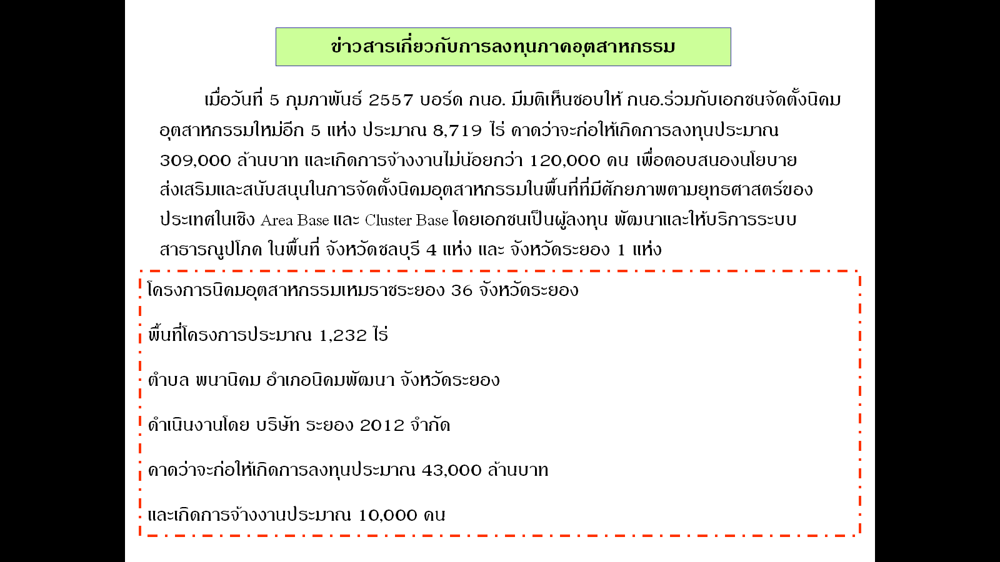 ข่าวสารเกี่ยวกับการลงทุนภาคอุตสาหกรรม
เมื่อวันที่ 5 กุมภาพันธ์ 2557 บอร์ด กนอ. มีมติเห็นชอบให้ กนอ.ร่วมกับเอกชนจัดตั้งนิคม
อุตสาหกรรมใหม่อีก 5 แห่ง ประมาณ 8,719 ไร่ คาดว่าจะก่อให้เกิดการลงทุนประมาณ
309,000 ล้านบาท และเกิดการจ้างงานไม่น้อยกว่า 120,000 คน เพื่อตอบสนองนโยบาย
ส่งเสริมและสนับสนุนในการจัดตั้งนิคมอุตสาหกรรมในพื้นที่ที่มีศักยภาพตามยุทธศาสตร์ของ
ประเทศในเชิง Area Base และ Cluster Base โดยเอกชนเป็นผู้ลงทุน พัฒนาและให้บริการระบบ
สาธารณูปโภค ในพื้นที่ จังหวัดชลบุรี 4 แห่ง และ จังหวัดระยอง 1 แห่ง
โครงการนิคมอุตสาหกรรมเหมราชระยอง 36 จังหวัดระยอง
พื้นที่โครงการประมาณ 1,232 ไร่
ตำบล พนานิคม อำเภอนิคมพัฒนา จังหวัดระยอง
ดำเนินงานโดย บริษัท ระยอง 2012 จำกัด
คาดว่าจะก่อให้เกิดการลงทุนประมาณ 43,000 ล้านบาท
และเกิดการจ้างงานประมาณ 10,000 คน